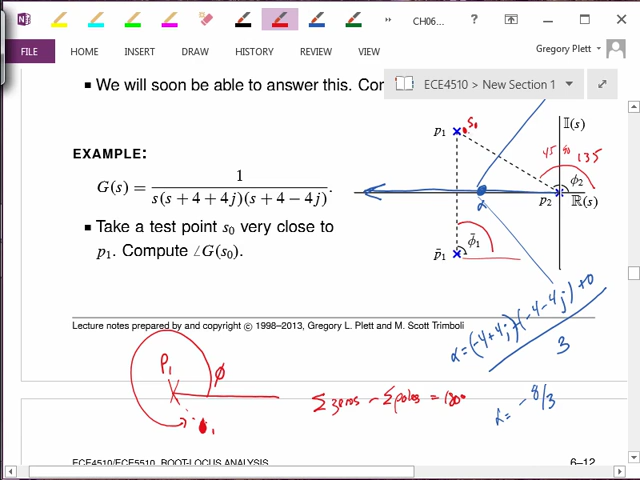 CH06...
Gregory Plett
FILE
HOME
INSERT
DRAW
HISTORY
REVIEW
VIEW
ECE4510 > New Section 1
■ We will soon be able to answer this. Con
EXAMPLE:
G(s) = 1 / s(s + 4 + 4j)(s + 4 − 4j).
■ Take a test point s0 very close to
p1. Compute ∠G(s0).
p1
s0
𝕀(s)
45 90 135
ϕ2
p2
ℝ(s)
α
p̄1
ϕ̄1
α = (-4+4j)+(-4-4j)+0
3
Lecture notes prepared by and copyright © 1998–2013, Gregory L. Plett and M. Scott Trimboli
P1
ϕ
Σ zeros − Σ poles = 180°
α = -8/3
ECE4510/ECE5510, ROOT-LOCUS ANALYSIS
6–12